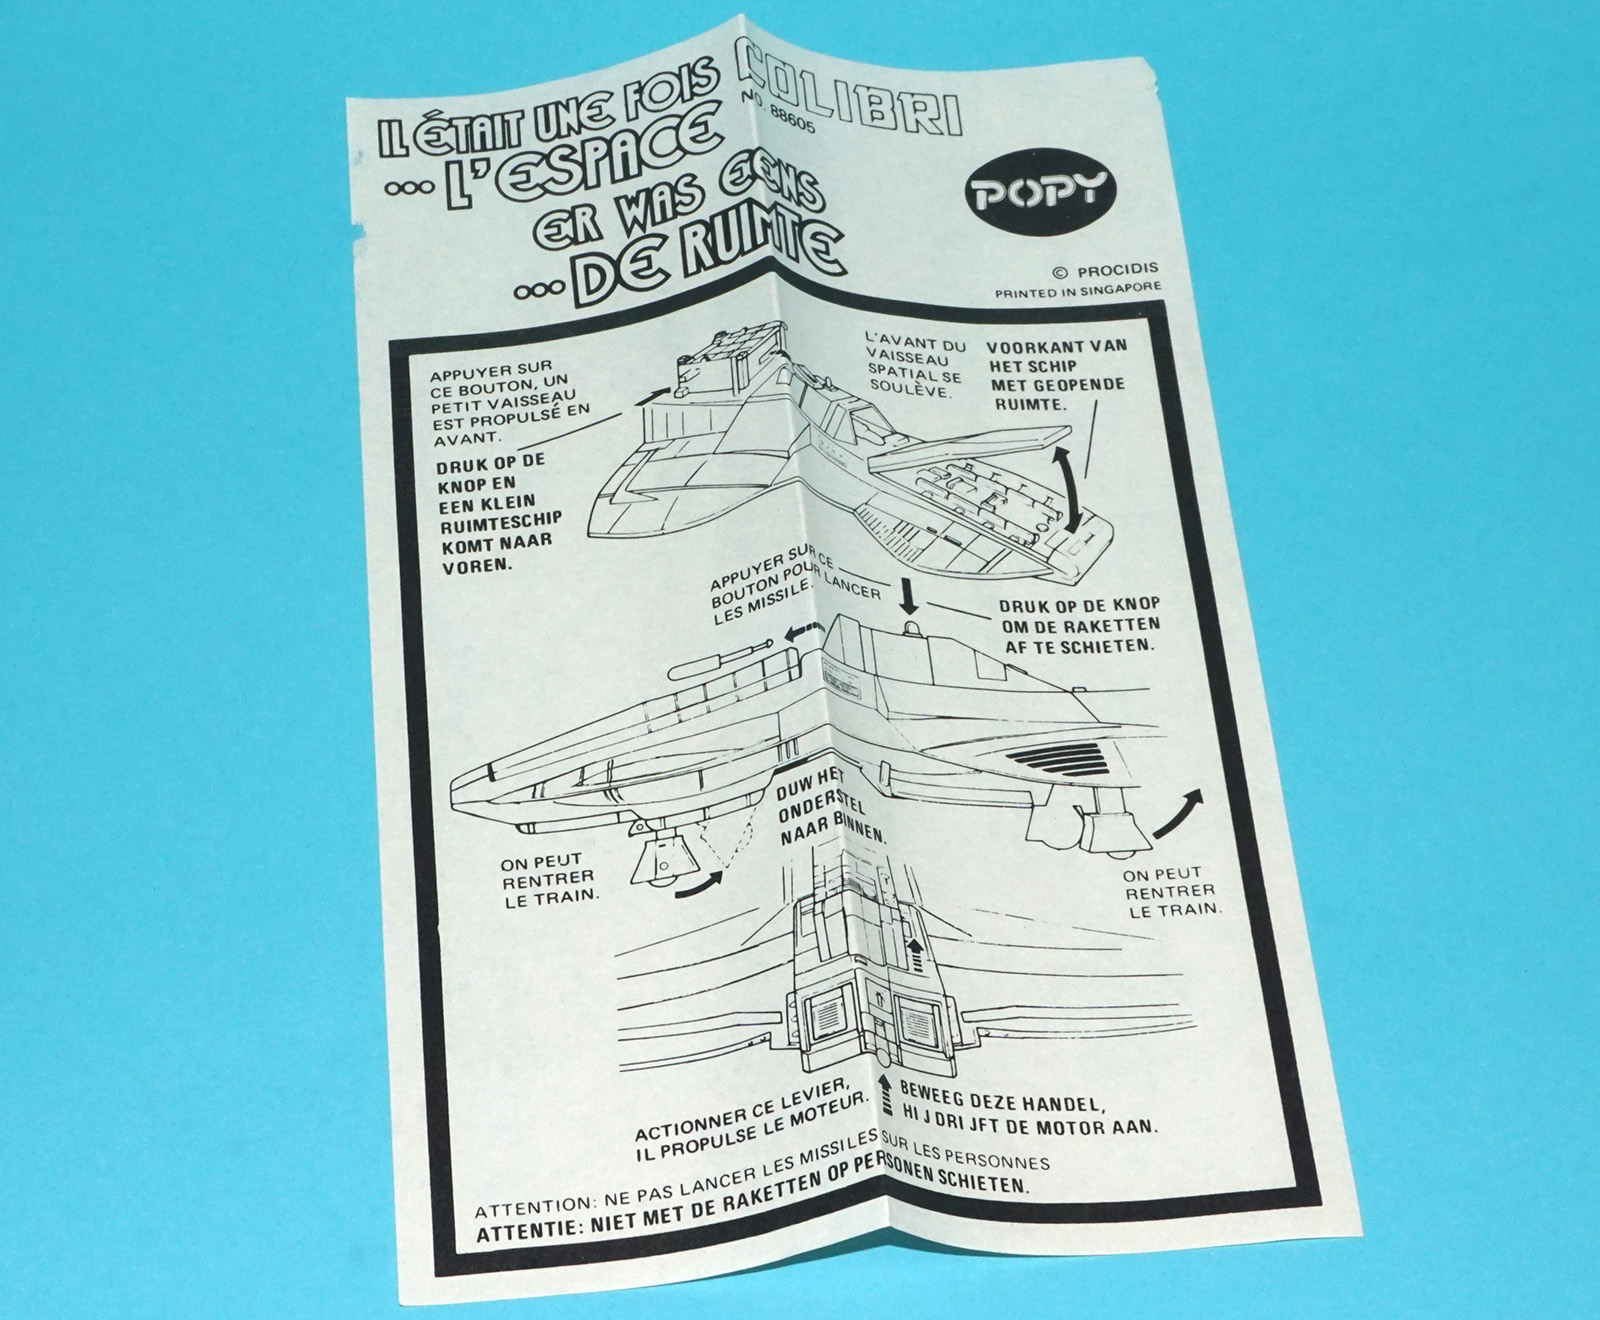 IL ÉTAIT UNE FOIS
...L'ESPACE
ER WAS EENS
...DE RUIMTE
COLIBRI
NO. 88605
POPY
© PROCIDIS
PRINTED IN SINGAPORE
APPUYER SUR
CE BOUTON, UN
PETIT VAISSEAU
EST PROPULSÉ EN
AVANT.
DRUK OP DE
KNOP EN
EEN KLEIN
RUIMTESCHIP
KOMT NAAR
VOREN.
L'AVANT DU
VAISSEAU
SPATIAL SE
SOULÈVE.
VOORKANT VAN
HET SCHIP
MET GEOPENDE
RUIMTE.
APPUYER SUR CE
BOUTON POUR LANCER
LES MISSILE.
DRUK OP DE KNOP
OM DE RAKETTEN
AF TE SCHIETEN.
DUW HET
ONDERSTEL
NAAR BINNEN.
ON PEUT
RENTRER
LE TRAIN.
ON PEUT
RENTRER
LE TRAIN.
ACTIONNER CE LEVIER,
IL PROPULSE LE MOTEUR.
BEWEEG DEZE HANDEL,
HI J DRI JFT DE MOTOR AAN.
ATTENTION: NE PAS LANCER LES MISSILES SUR LES PERSONNES
ATTENTIE: NIET MET DE RAKETTEN OP PERSONEN SCHIETEN.